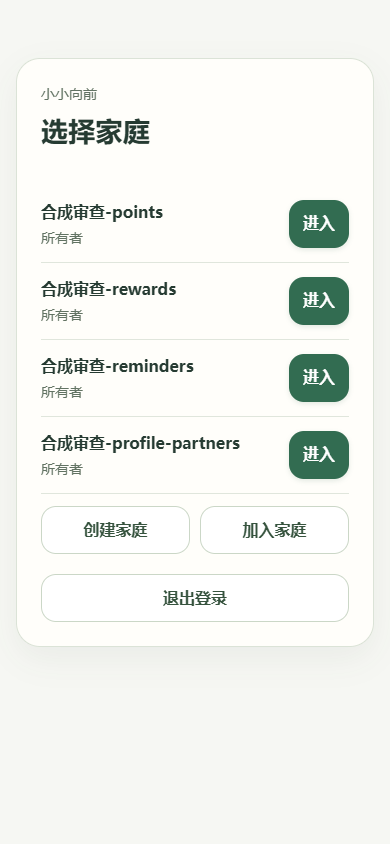 小小向前
选择家庭
合成审查-points
所有者
进入
合成审查-rewards
所有者
进入
合成审查-reminders
所有者
进入
合成审查-profile-partners
所有者
进入
创建家庭
加入家庭
退出登录